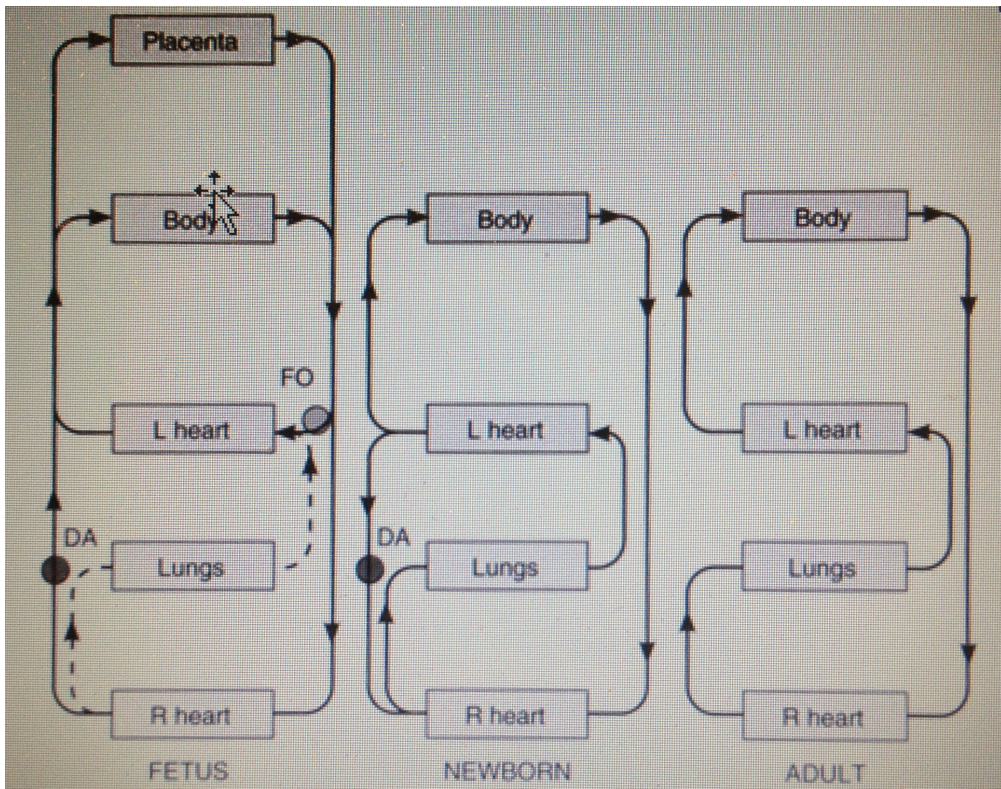 Placenta
Body
Body
Body
FO
L heart
L heart
L heart
DA
DA
Lungs
Lungs
Lungs
R heart
R heart
R heart
FETUS
NEWBORN
ADULT